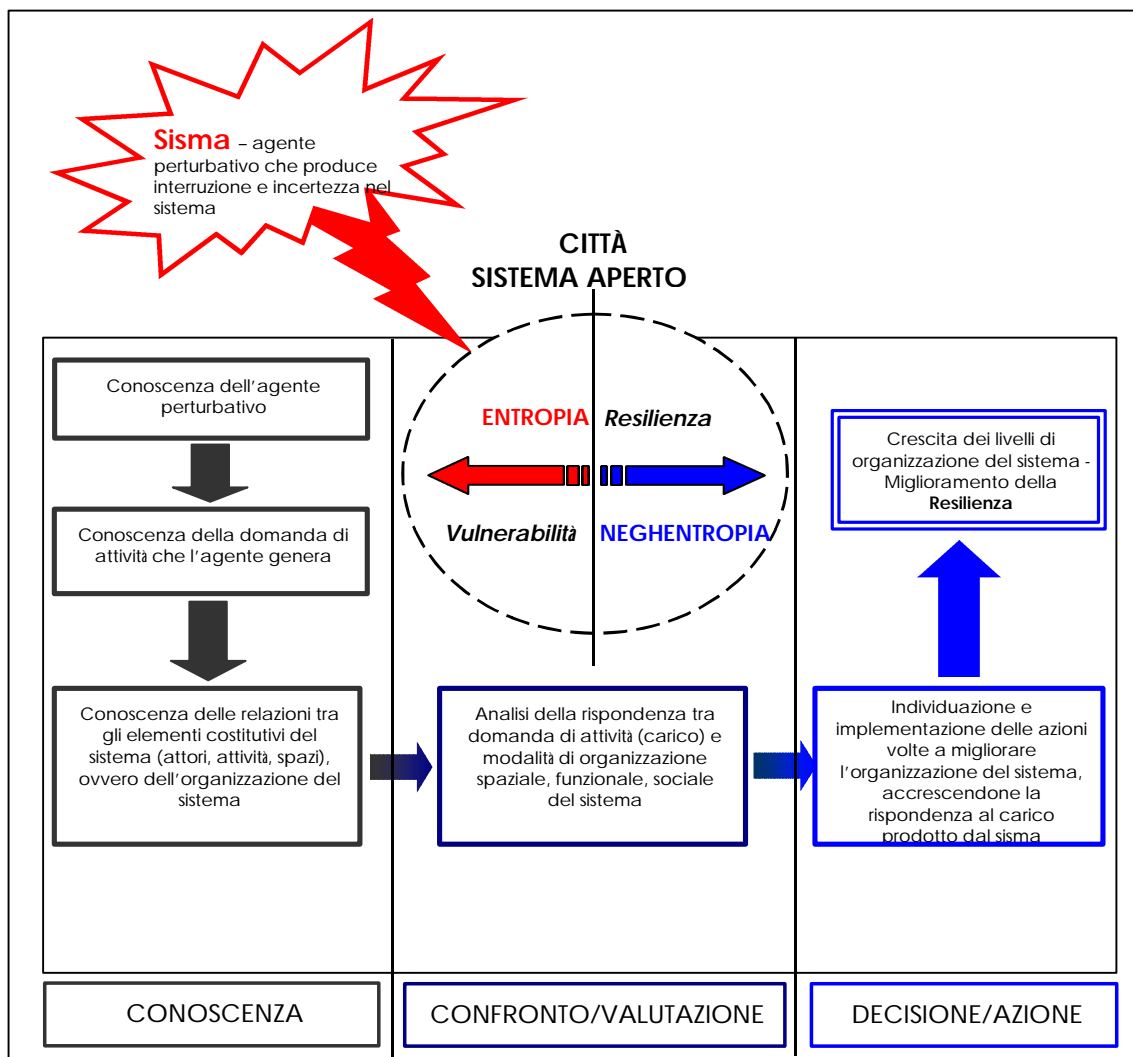 Sisma – agente
perturbativo che produce
interruzione e incertezza nel
sistema
CITTÀ
SISTEMA APERTO
Conoscenza dell'agente
perturbativo
Conoscenza della domanda di
attività che l'agente genera
Conoscenza delle relazioni tra
gli elementi costitutivi del
sistema (attori, attività, spazi),
ovvero dell'organizzazione del
sistema
ENTROPIA
Resilienza
Vulnerabilità
NEGHENTROPIA
Analisi della rispondenza tra
domanda di attività (carico) e
modalità di organizzazione
spaziale, funzionale, sociale
del sistema
Crescita dei livelli di
organizzazione del sistema -
Miglioramento della
Resilienza
Individuazione e
implementazione delle azioni
volte a migliorare
l'organizzazione del sistema,
accrescendone la
rispondenza al carico
prodotto dal sisma
CONOSCENZA
CONFRONTO/VALUTAZIONE
DECISIONE/AZIONE